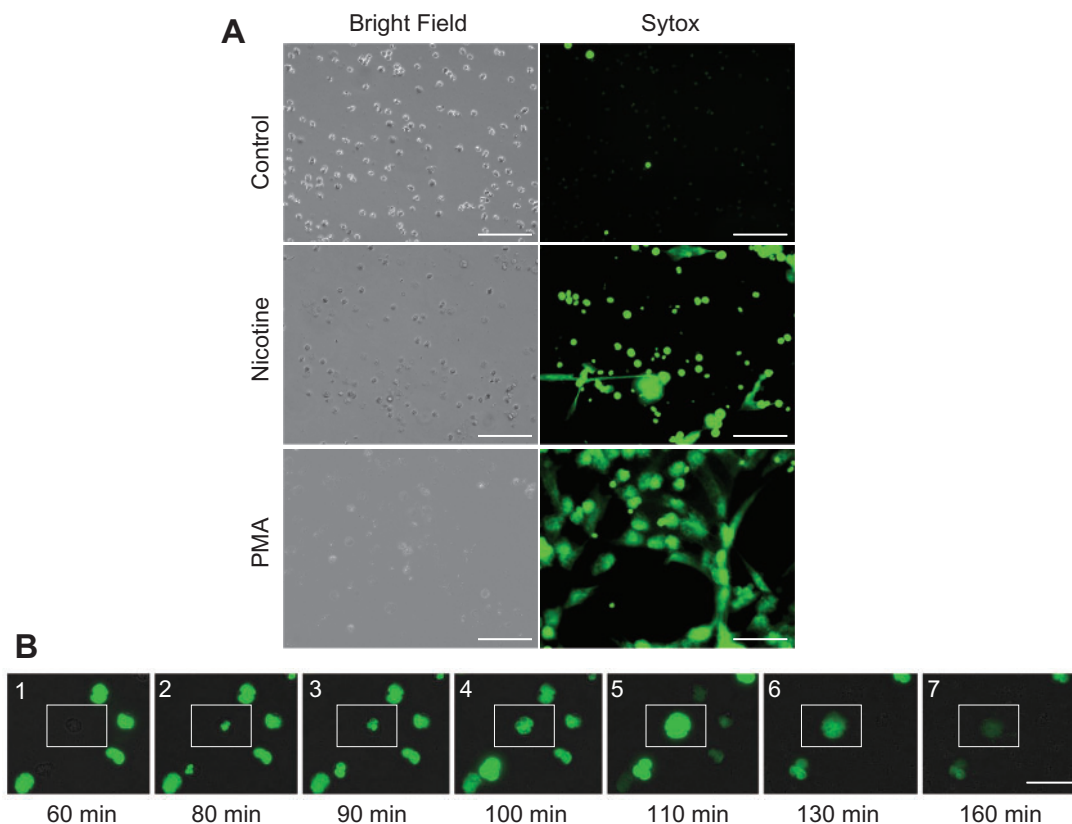 A
Bright Field
Sytox
Control
Nicotine
PMA
B
1
2
3
4
5
6
7
60 min
80 min
90 min
100 min
110 min
130 min
160 min